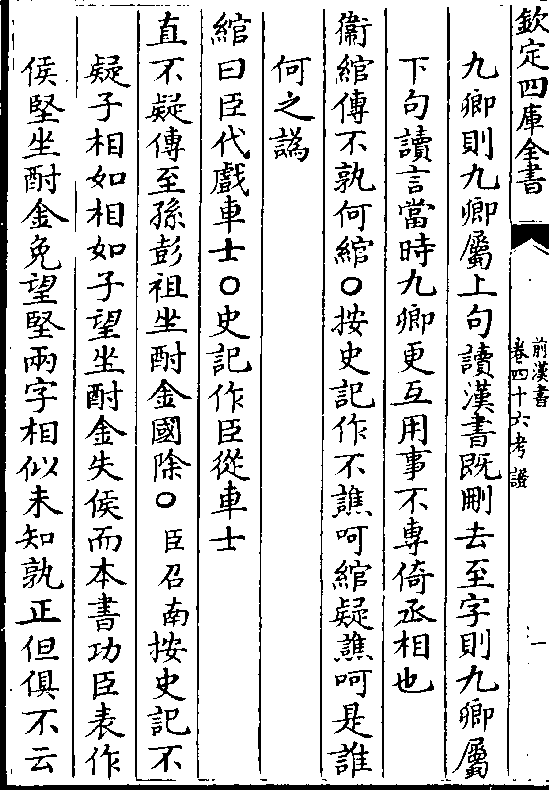 欽定四庫全書
前漢書
卷四十六考證
一
九卿則九卿屬上句讀漢書既刪去至字則九卿屬
下句讀言當時九卿更互用事不專倚丞相也
衞綰傳不孰何綰○按史記作不譙呵綰疑譙呵是誰
何之譌
綰曰臣代戲車士○史記作臣從車士
直不疑傳至孫彭祖坐酎金國除○臣召南按史記不
疑子相如相如子望坐酎金失侯而本書功臣表作
侯堅坐酎金免望堅兩字相似未知孰正但俱不云